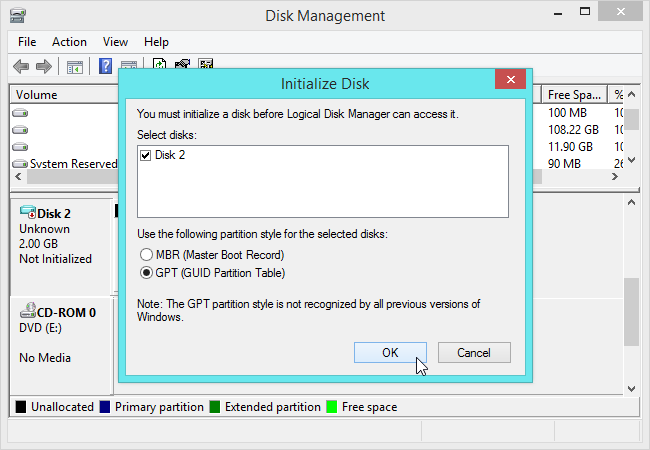 Disk Management
File Action View Help
Initialize Disk
Volume
Free Spa... %
You must initialize a disk before Logical Disk Manager can access it.
100 MB
Select disks:
108.22 GB
Disk 2
11.90 GB
System Reserved
90 MB
Disk 2
Unknown
2.00 GB
Not Initialized
Use the following partition style for the selected disks:
MBR (Master Boot Record)
GPT (GUID Partition Table)
Note: The GPT partition style is not recognized by all previous versions of
Windows.
CD-ROM 0
DVD (E:)
No Media
OK Cancel
Unallocated Primary partition Extended partition Free space